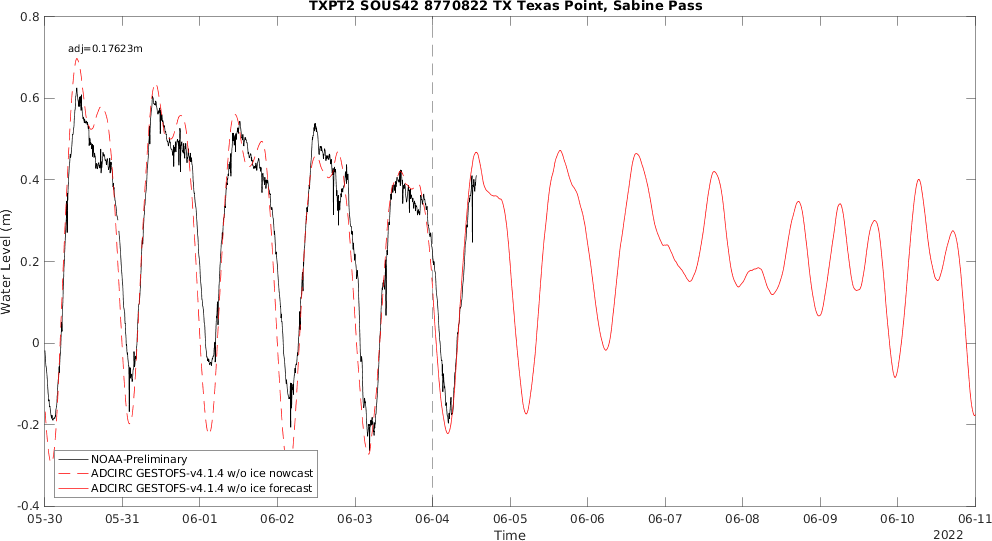 TXPT2 SOUS42 8770822 TX Texas Point, Sabine Pass
adj=0.17623m
0.8
0.6
0.4
0.2
0
-0.2
-0.4
Water Level (m)
NOAA-Preliminary
ADCIRC GESTOFS-v4.1.4 w/o ice nowcast
ADCIRC GESTOFS-v4.1.4 w/o ice forecast
05-30 05-31 06-01 06-02 06-03 06-04 06-05 06-06 06-07 06-08 06-09 06-10 06-11
Time
2022